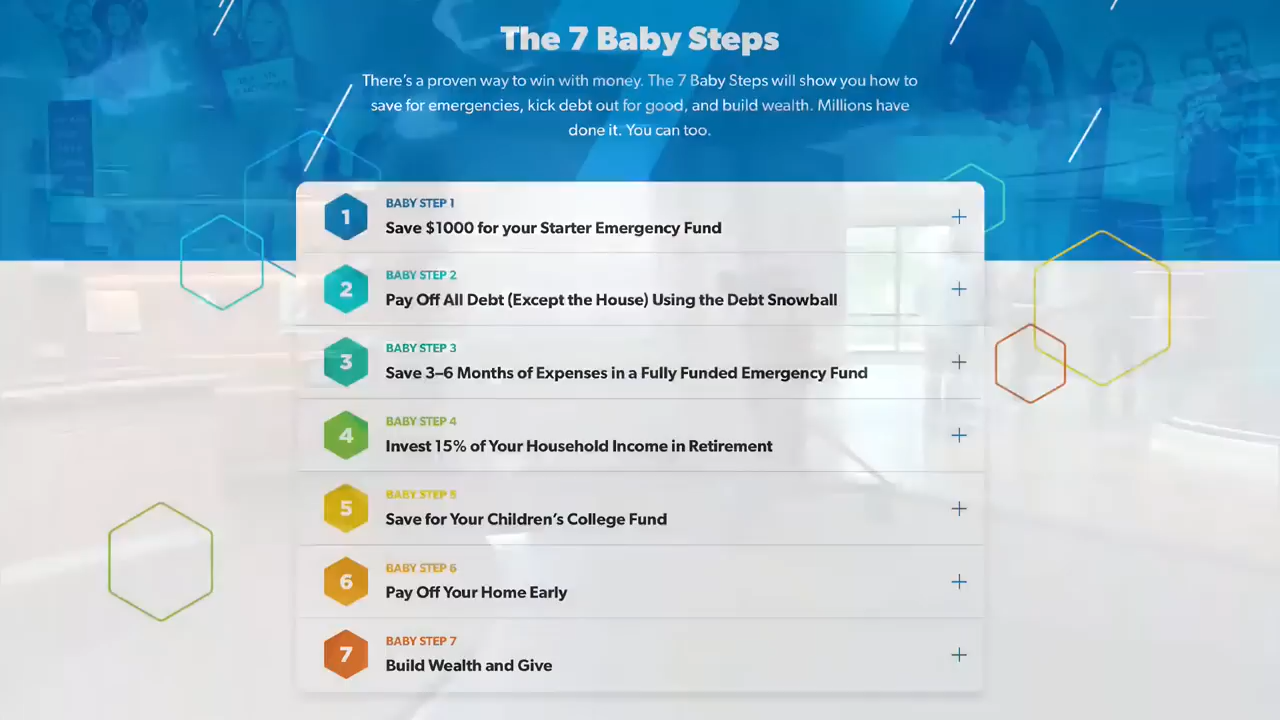 The 7 Baby Steps
There's a proven way to win with money. The 7 Baby Steps will show you how to
save for emergencies, kick debt out for good, and build wealth. Millions have
done it. You can too.
1
BABY STEP 1
Save $1000 for your Starter Emergency Fund
2
BABY STEP 2
Pay Off All Debt (Except the House) Using the Debt Snowball
3
BABY STEP 3
Save 3–6 Months of Expenses in a Fully Funded Emergency Fund
4
BABY STEP 4
Invest 15% of Your Household Income in Retirement
5
BABY STEP 5
Save for Your Children's College Fund
6
BABY STEP 6
Pay Off Your Home Early
7
BABY STEP 7
Build Wealth and Give